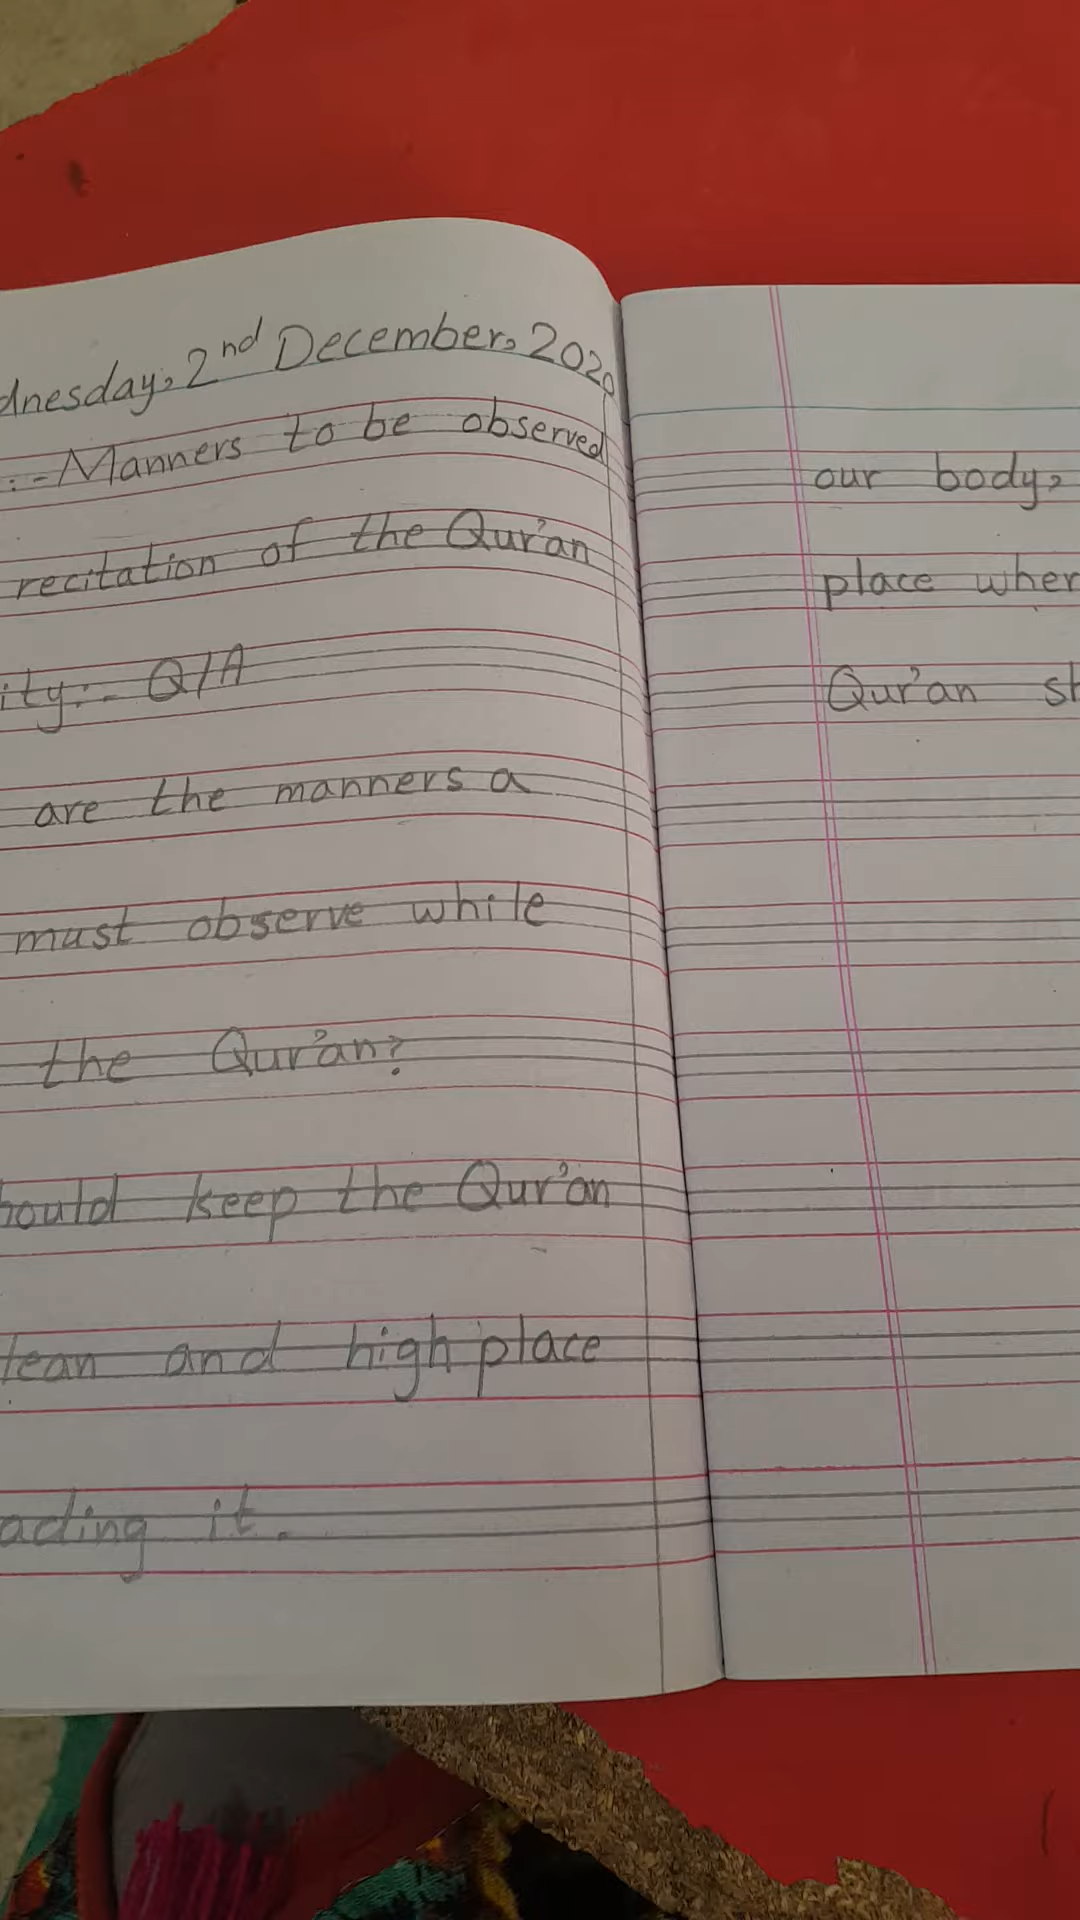 dnesday, 2nd December, 2020
:- Manners to be observed
recitation of the Qur'an
ity:- Q/A
are the manners a
must observe while
the Qur'an?
hould keep the Qur'an
lean and high place
ading it.
our body,
place wher
Qur'an sh